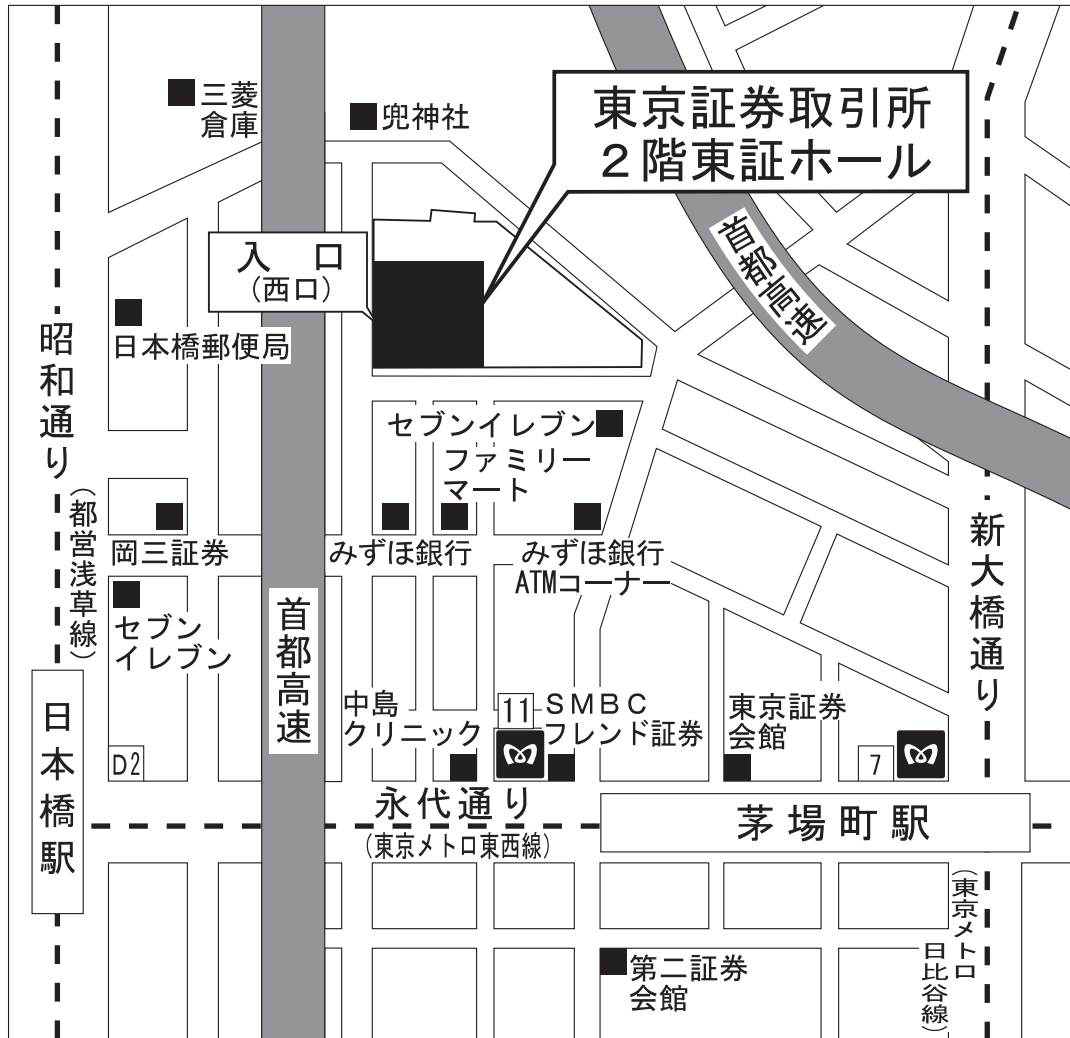 三菱
倉庫
兜神社
東京証券取引所
２階東証ホール
入　口
（西口）
首都高速
日本橋郵便局
昭和通り
（都営浅草線）
セブンイレブン
ファミリー
マート
岡三証券
みずほ銀行
みずほ銀行
ATMコーナー
新大橋通り
セブン
イレブン
首都高速
日本橋駅
D2
中島
クリニック
11
ＳＭＢＣ
フレンド証券
東京証券
会館
7
永代通り
（東京メトロ東西線）
茅場町駅
（東京メトロ
日比谷線）
第二証券
会館